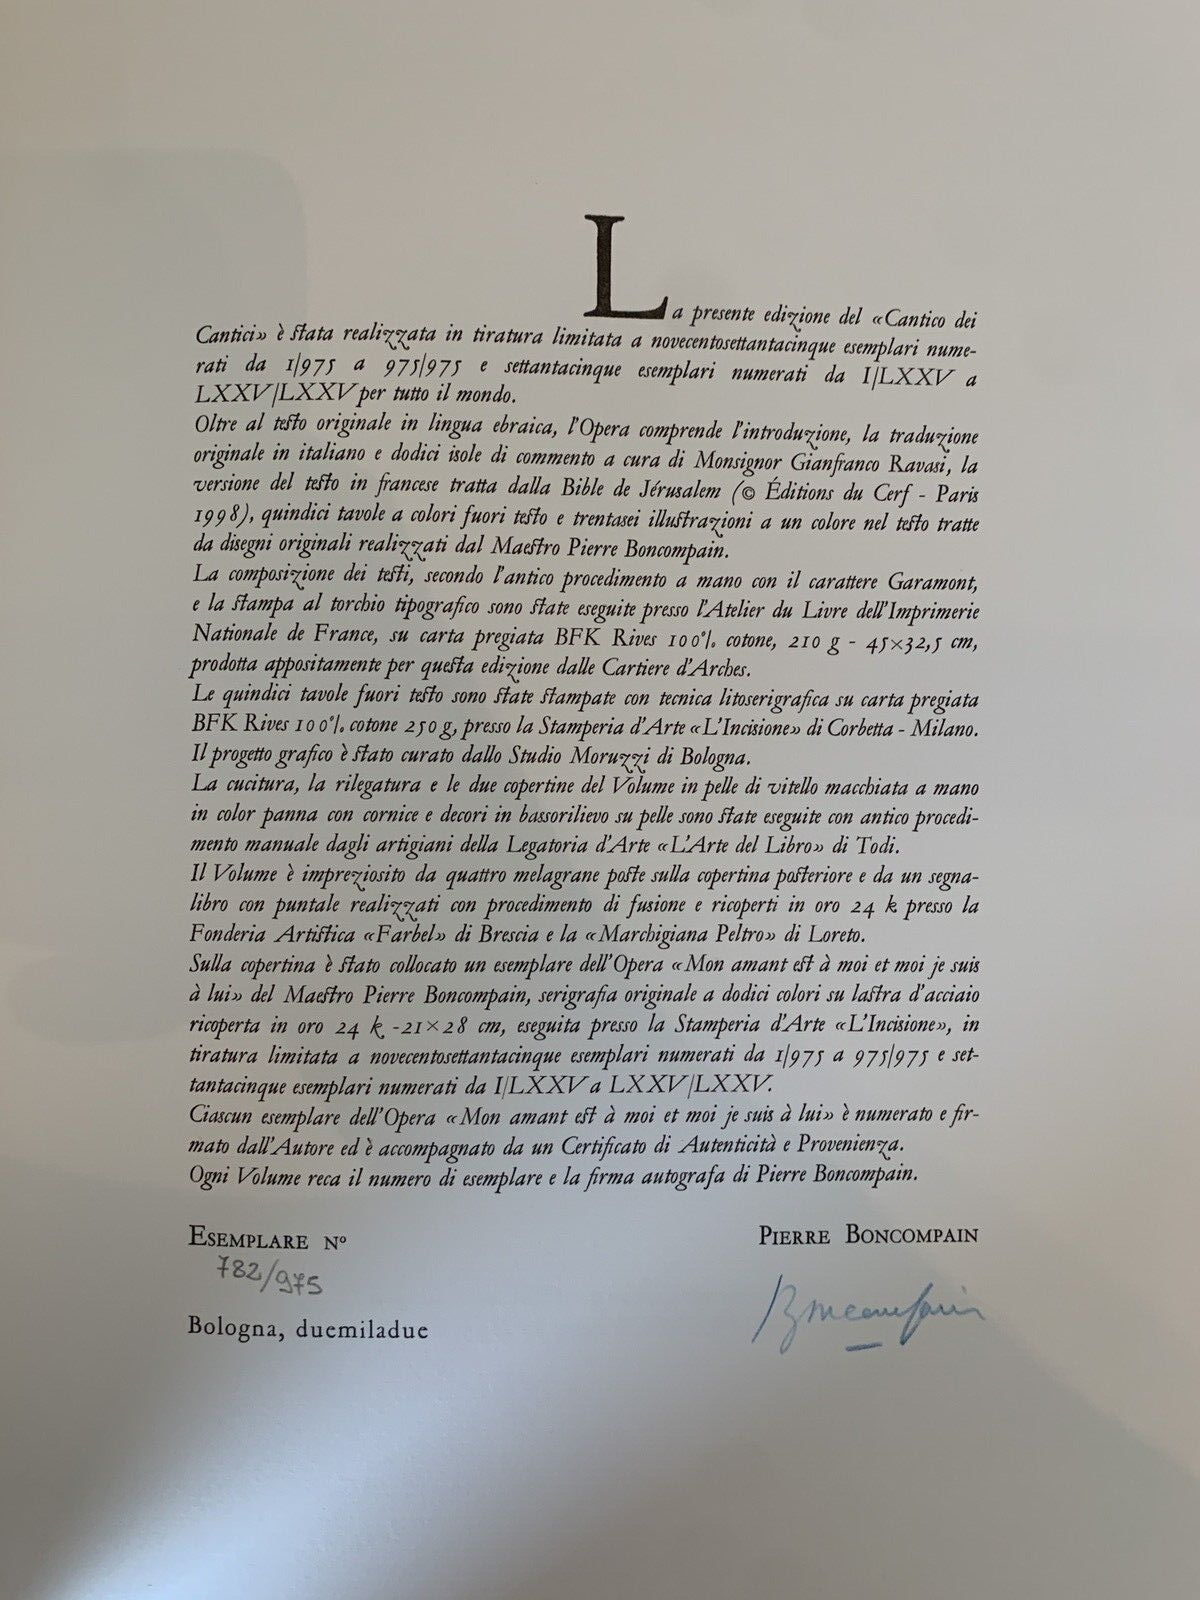 La presente edizione del «Cantico dei
Cantici» è stata realizzata in tiratura limitata a novecentosettantacinque esemplari nume-
rati da 1/975 a 975/975 e settantacinque esemplari numerati da I/LXXV a
LXXV/LXXV per tutto il mondo.
Oltre al testo originale in lingua ebraica, l'Opera comprende l'introduzione, la traduzione
originale in italiano e dodici isole di commento a cura di Monsignor Gianfranco Ravasi, la
versione del testo in francese tratta dalla Bible de Jérusalem (© Éditions du Cerf - Paris
1998), quindici tavole a colori fuori testo e trentasei illustrazioni a un colore nel testo tratte
da disegni originali realizzati dal Maestro Pierre Boncompain.
La composizione dei testi, secondo l'antico procedimento a mano con il carattere Garamont,
e la stampa al torchio tipografico sono state eseguite presso l'Atelier du Livre dell'Imprimerie
Nationale de France, su carta pregiata BFK Rives 100% cotone, 210 g - 45×32,5 cm,
prodotta appositamente per questa edizione dalle Cartiere d'Arches.
Le quindici tavole fuori testo sono state stampate con tecnica litoserigrafica su carta pregiata
BFK Rives 100% cotone 250 g, presso la Stamperia d'Arte «L'Incisione» di Corbetta - Milano.
Il progetto grafico è stato curato dallo Studio Moruzzi di Bologna.
La cucitura, la rilegatura e le due copertine del Volume in pelle di vitello macchiata a mano
in color panna con cornice e decori in bassorilievo su pelle sono state eseguite con antico procedi-
mento manuale dagli artigiani della Legatoria d'Arte «L'Arte del Libro» di Todi.
Il Volume è impreziosito da quattro melagrane poste sulla copertina posteriore e da un segna-
libro con puntale realizzati con procedimento di fusione e ricoperti in oro 24 k presso la
Fonderia Artistica «Farbel» di Brescia e la «Marchigiana Peltro» di Loreto.
Sulla copertina è stato collocato un esemplare dell'Opera «Mon amant est à moi et moi je suis
à lui» del Maestro Pierre Boncompain, serigrafia originale a dodici colori su lastra d'acciaio
ricoperta in oro 24 k -21×28 cm, eseguita presso la Stamperia d'Arte «L'Incisione», in
tiratura limitata a novecentosettantacinque esemplari numerati da 1/975 a 975/975 e set-
tantacinque esemplari numerati da I/LXXV a LXXV/LXXV.
Ciascun esemplare dell'Opera «Mon amant est à moi et moi je suis à lui» è numerato e fir-
mato dall'Autore ed è accompagnato da un Certificato di Autenticità e Provenienza.
Ogni Volume reca il numero di esemplare e la firma autografa di Pierre Boncompain.
ESEMPLARE Nº
782/975
Bologna, duemiladue
PIERRE BONCOMPAIN
Boncompain